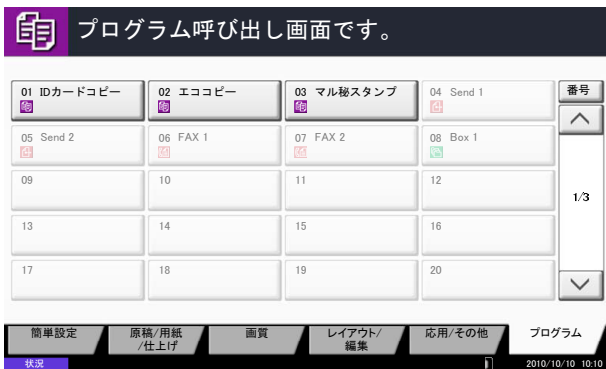 プログラム呼び出し画面です。
01 IDカードコピー
02 エココピー
03 マル秘スタンプ
04 Send 1
番号
05 Send 2
06 FAX 1
07 FAX 2
08 Box 1
09
10
11
12
1/3
13
14
15
16
17
18
19
20
簡単設定
原稿/用紙
/仕上げ
画質
レイアウト/
編集
応用/その他
プログラム
状況
2010/10/10 10:10